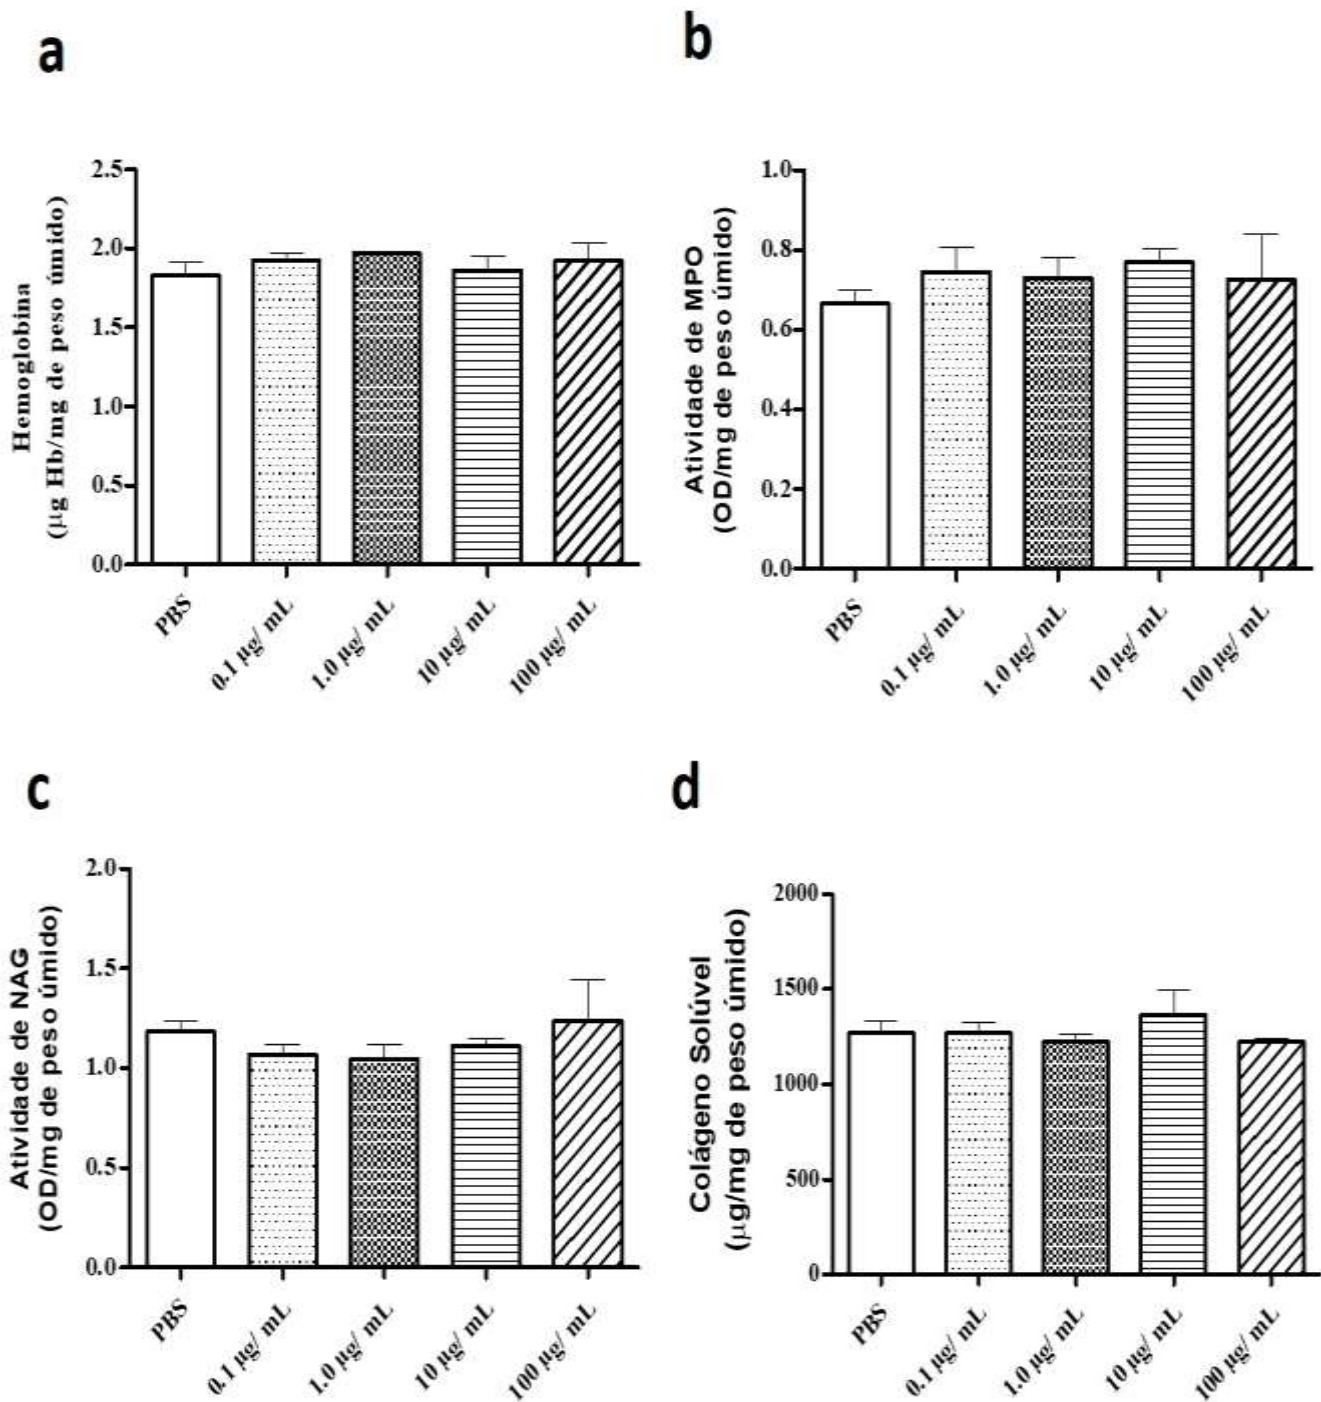 a
Hemoglobina
(µg Hb/mg de peso úmido)
2.5
2.0
1.5
1.0
0.5
0.0
PBS
0.1 µg/ mL
1.0 µg/ mL
10 µg/ mL
100 µg/ mL
b
Atividade de MPO
(OD/mg de peso úmido)
1.0
0.8
0.6
0.4
0.2
0.0
PBS
0.1 µg/ mL
1.0 µg/ mL
10 µg/ mL
100 µg/ mL
c
Atividade de NAG
(OD/mg de peso úmido)
2.0
1.5
1.0
0.5
0.0
PBS
0.1 µg/ mL
1.0 µg/ mL
10 µg/ mL
100 µg/ mL
d
Colágeno Solúvel
(µg/mg de peso úmido)
2000
1500
1000
500
0
PBS
0.1 µg/ mL
1.0 µg/ mL
10 µg/ mL
100 µg/ mL